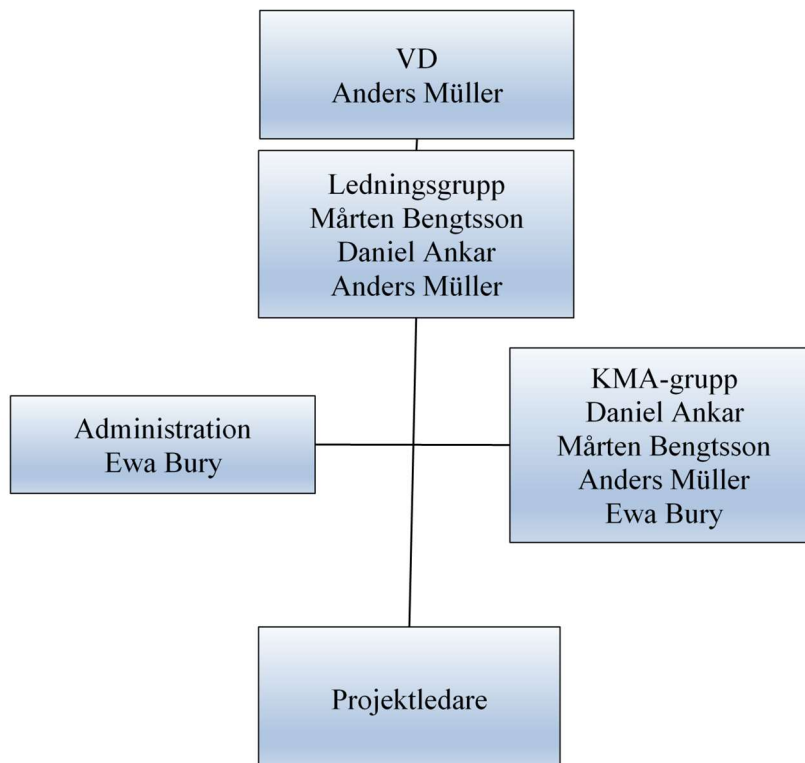 VD
Anders Müller
Ledningsgrupp
Mårten Bengtsson
Daniel Ankar
Anders Müller
Administration
Ewa Bury
KMA-grupp
Daniel Ankar
Mårten Bengtsson
Anders Müller
Ewa Bury
Projektledare